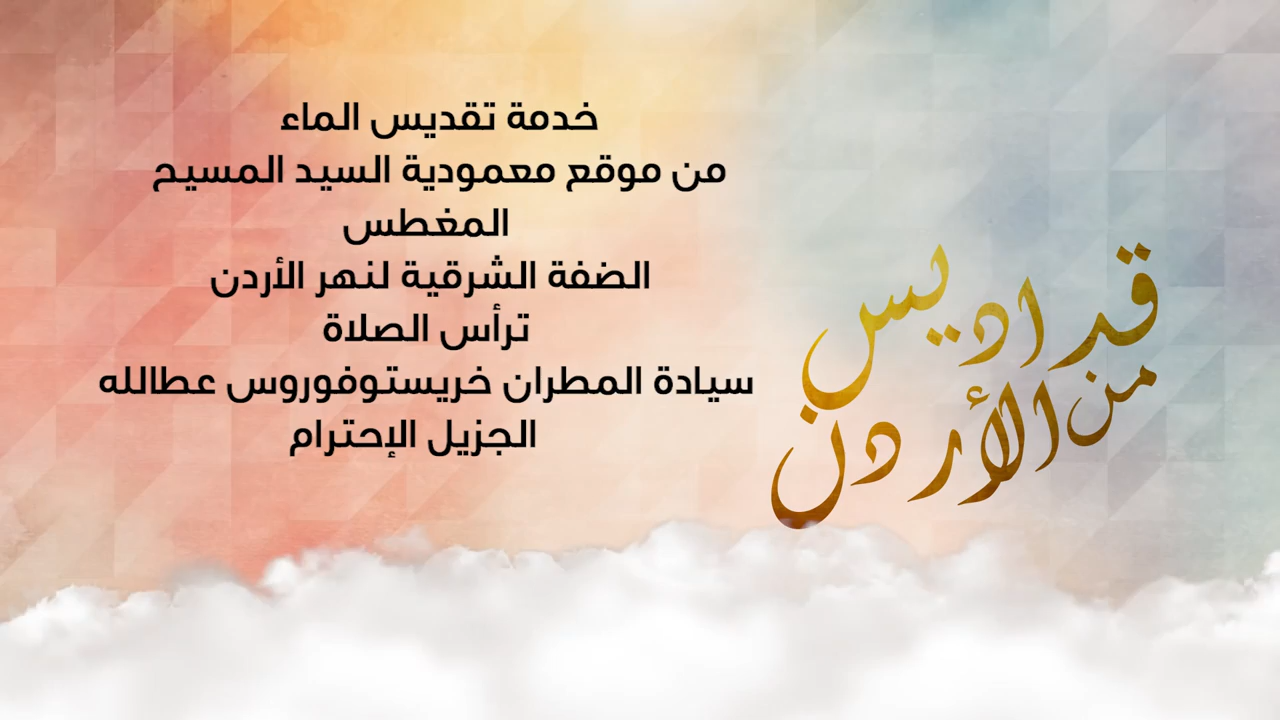 خدمة تقديس الماء
من موقع معمودية السيد المسيح
المغطس
الضفة الشرقية لنهر الأردن
ترأس الصلاة
سيادة المطران خريستوفوروس عطالله
الجزيل الإحترام
قداديس
من الأردن